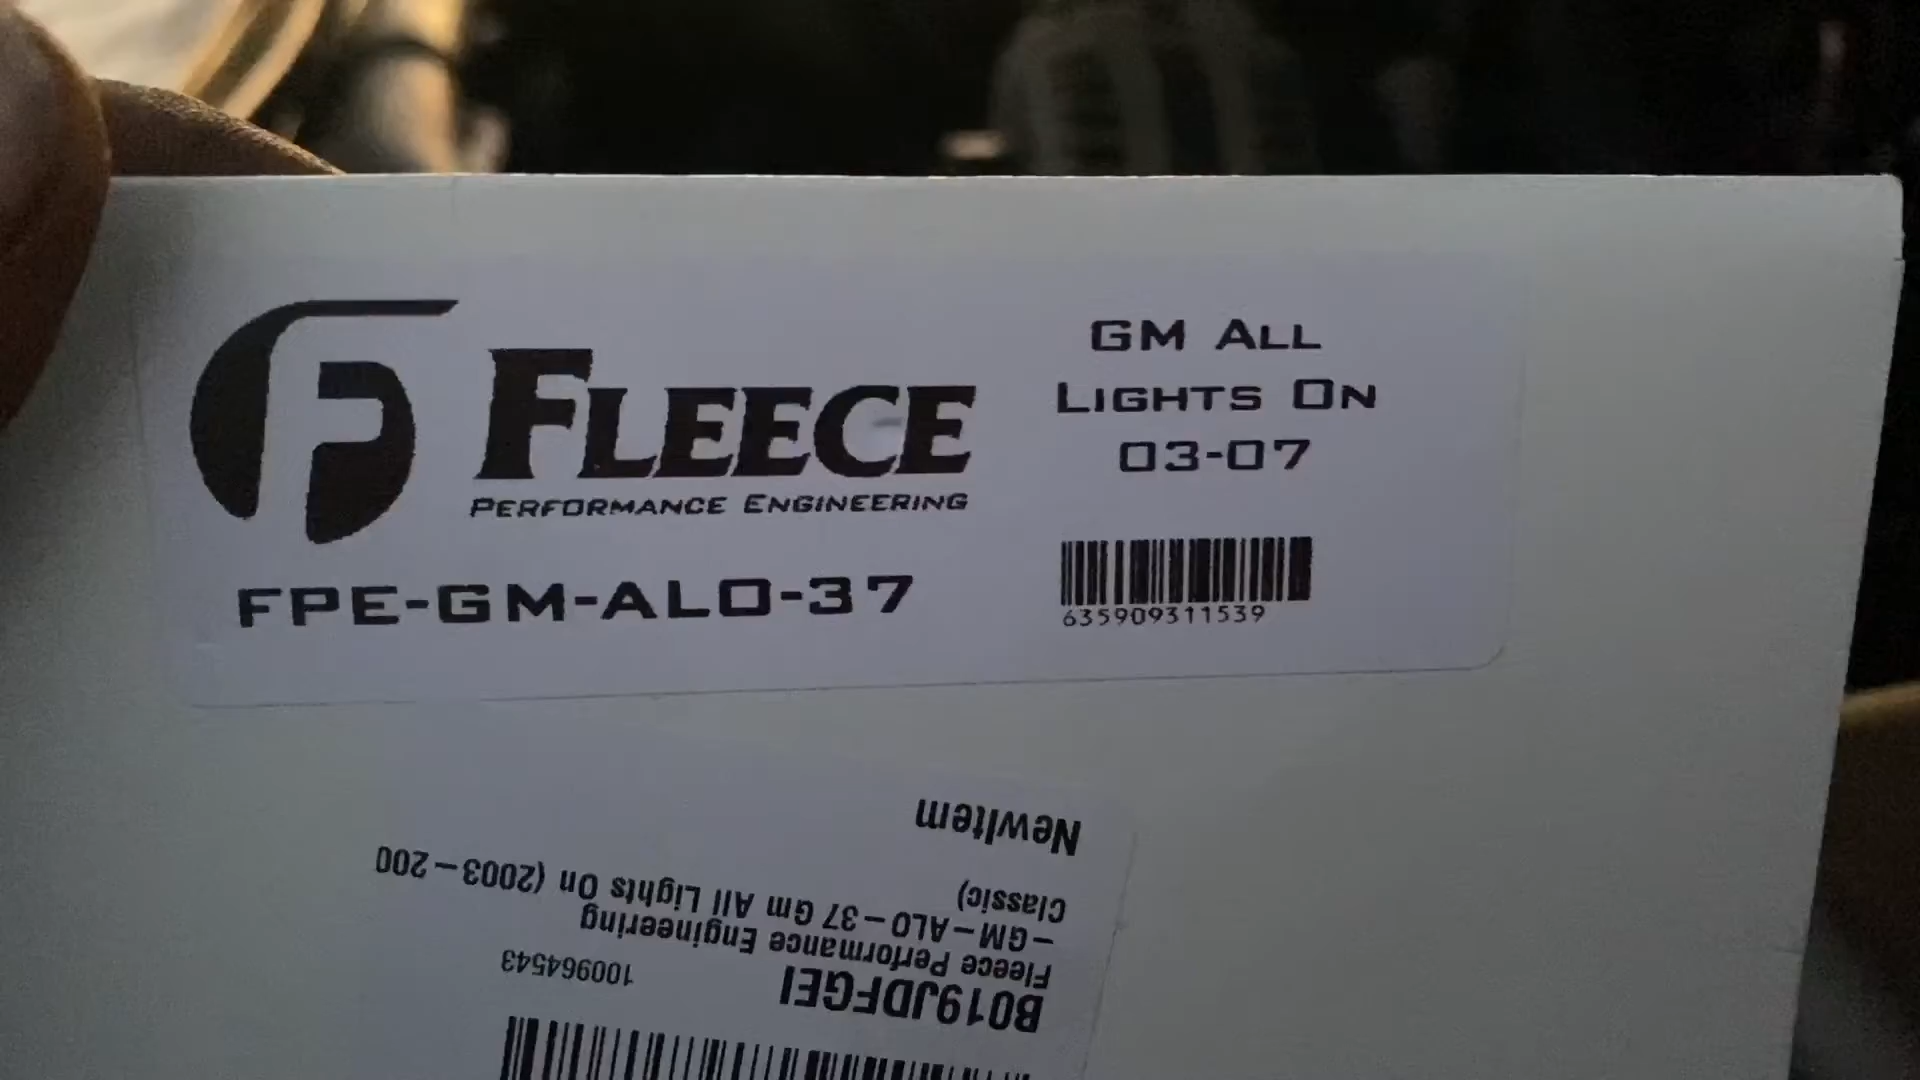 FLEECE
PERFORMANCE ENGINEERING
FPE-GM-ALO-37
GM ALL
LIGHTS ON
03-07
635909311539
B019JDFGEI
100964543
Fleece Performance Engineering
-GM-ALO-37 Gm All Lights On (2003-200
Classic)
NewItem